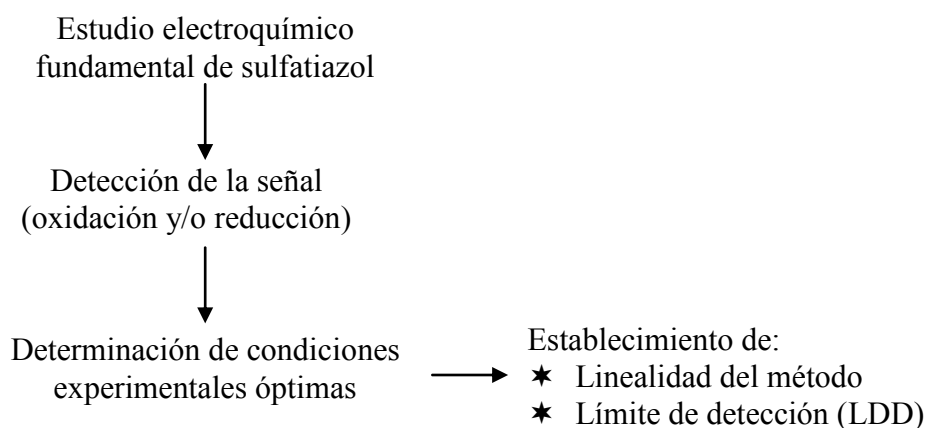 Estudio electroquímico
fundamental de sulfatiazol
Detección de la señal
(oxidación y/o reducción)
Determinación de condiciones
experimentales óptimas
Establecimiento de:
✶ Linealidad del método
✶ Límite de detección (LDD)